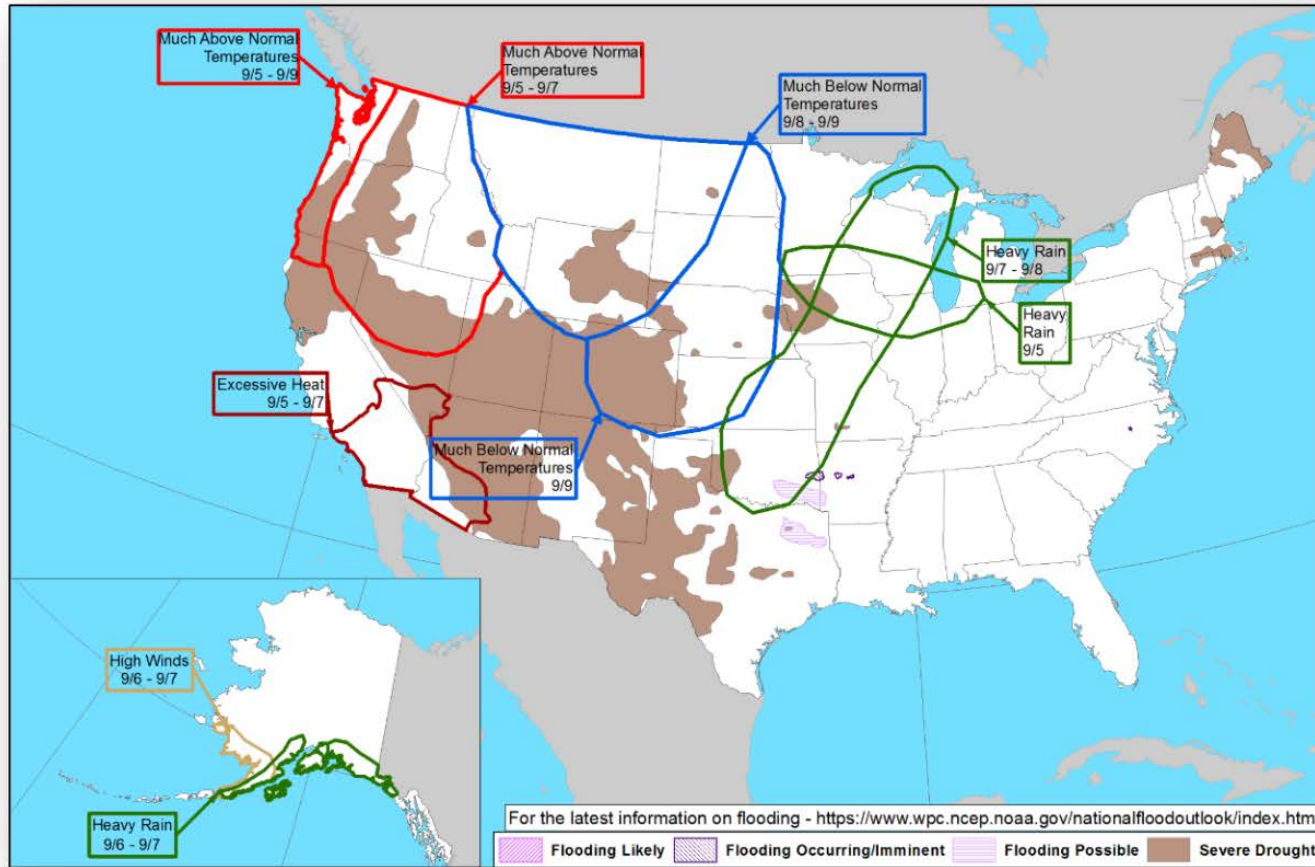 Much Above Normal
Temperatures
9/5 - 9/9
Much Above Normal
Temperatures
9/5 - 9/7
Much Below Normal
Temperatures
9/8 - 9/9
Heavy Rain
9/7 - 9/8
Heavy
Rain
9/5
Excessive Heat
9/5 - 9/7
Much Below Normal
Temperatures
9/9
High Winds
9/6 - 9/7
Heavy Rain
9/6 - 9/7
For the latest information on flooding - https://www.wpc.ncep.noaa.gov/nationalfloodoutlook/index.htm
Flooding Likely Flooding Occurring/Imminent Flooding Possible Severe Drough